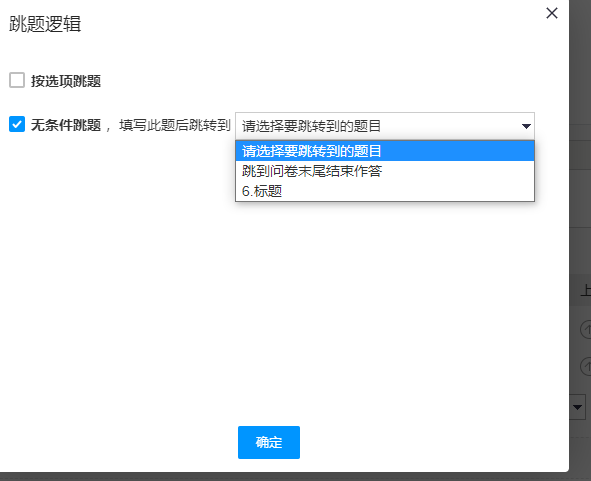 跳题逻辑
按选项跳题
无条件跳题，填写此题后跳转到 请选择要跳转到的题目
请选择要跳转到的题目
跳到问卷末尾结束作答
6.标题
上
确定